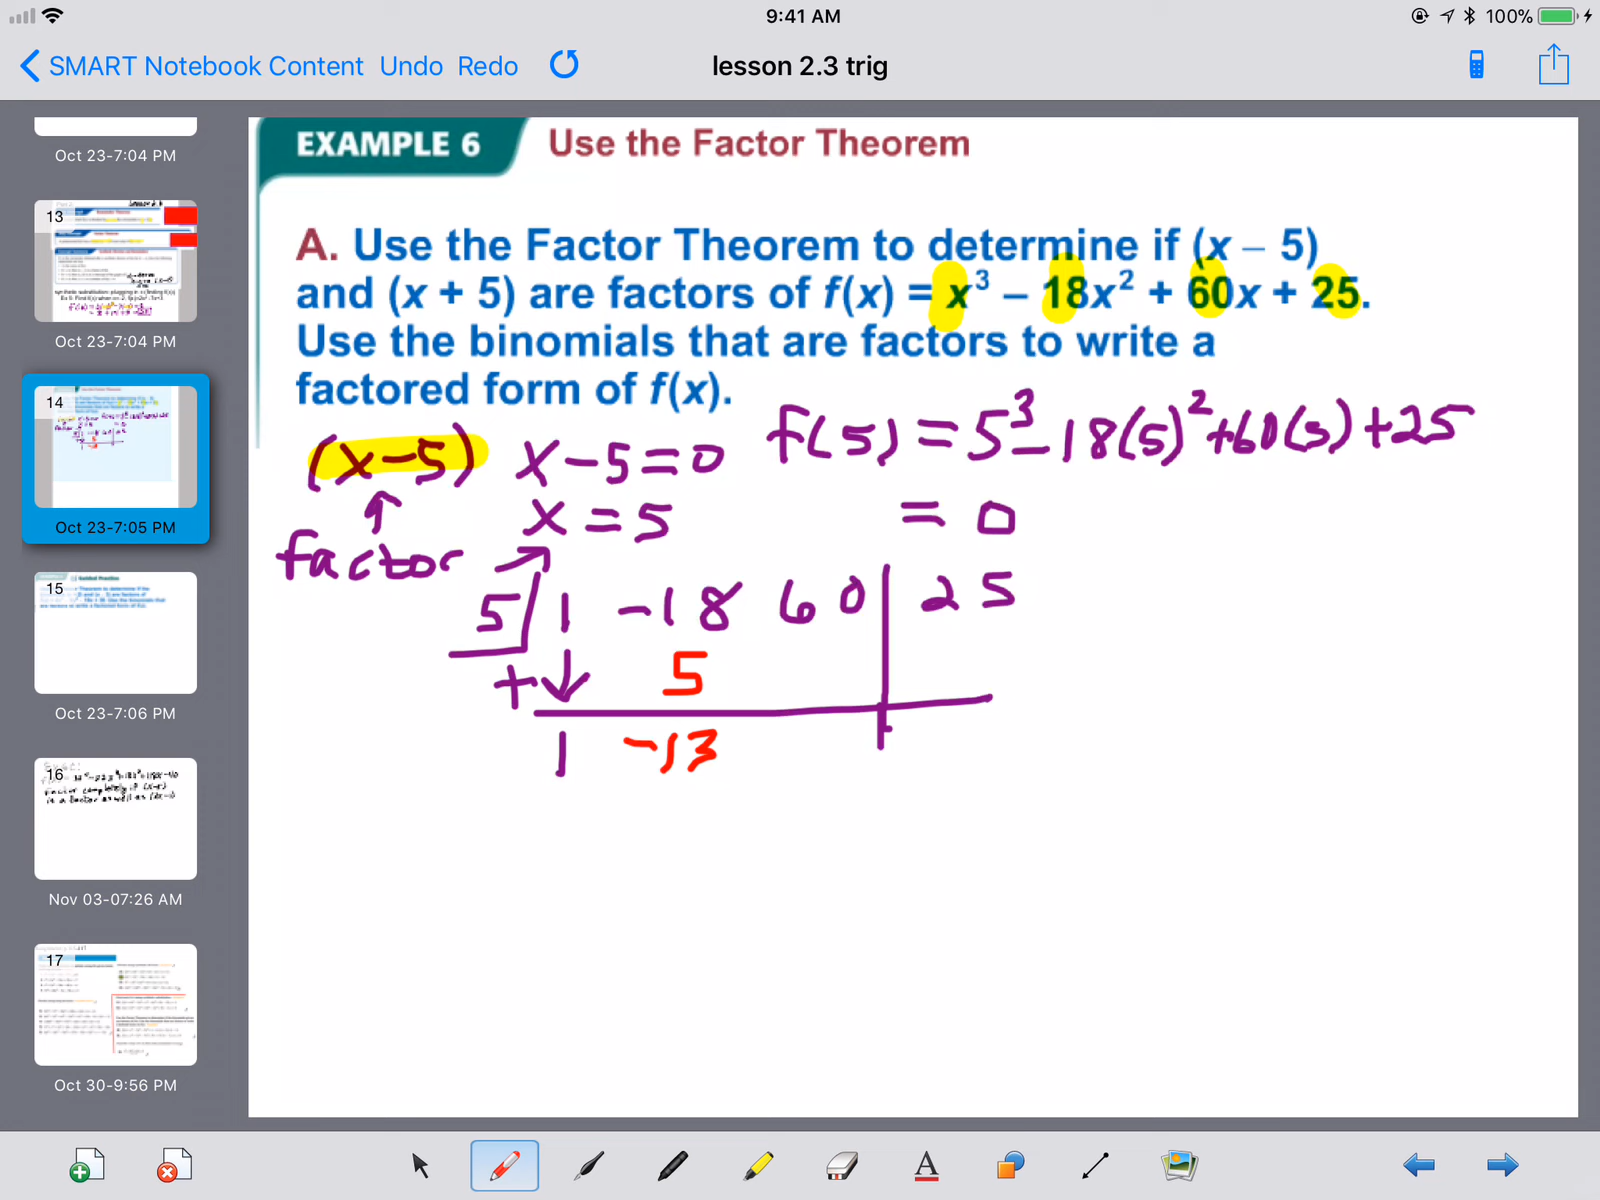 9:41 AM
100%
SMART Notebook Content Undo Redo
lesson 2.3 trig
Oct 23-7:04 PM
13
Oct 23-7:04 PM
14
Oct 23-7:05 PM
15
Guided Practice
Oct 23-7:06 PM
16
Nov 03-07:26 AM
17
Oct 30-9:56 PM
EXAMPLE 6 Use the Factor Theorem
A. Use the Factor Theorem to determine if (x – 5)
and (x + 5) are factors of f(x) = x³ – 18x² + 60x + 25.
Use the binomials that are factors to write a
factored form of f(x).
(x-5) x-5=0 f(5)=5³-18(5)²+60(5)+25
x=5 = 0
factor
5 1 -18 60 25
+ 5
1 -13
A